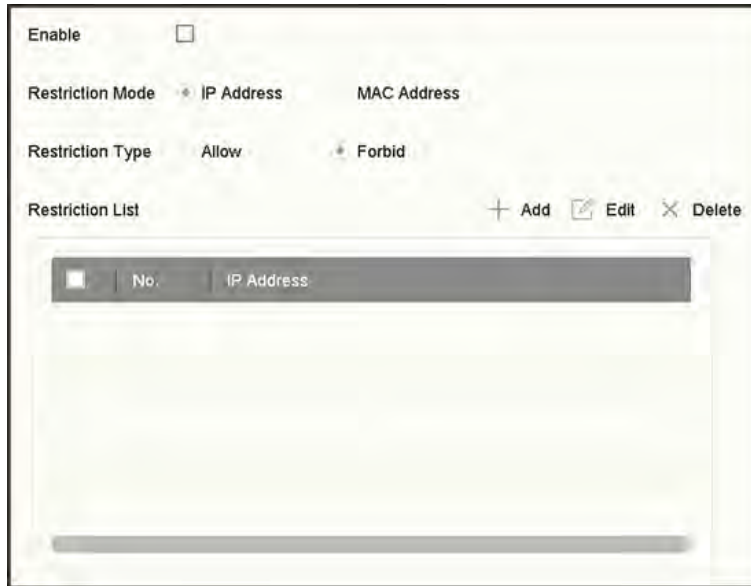 Enable
Restriction Mode IP Address MAC Address
Restriction Type Allow Forbid
Restriction List Add Edit Delete
No. IP Address